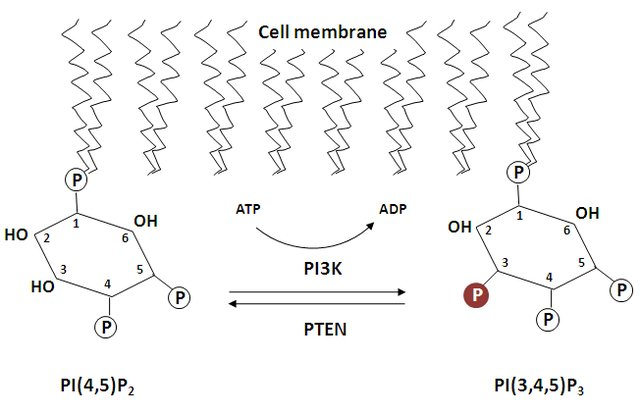 Cell membrane
P
1
2
3
4
5
6
HO
HO
OH
P
P
PI(4,5)P2
ATP
ADP
PI3K
PTEN
P
1
2
3
4
5
6
OH
OH
P
P
P
PI(3,4,5)P3